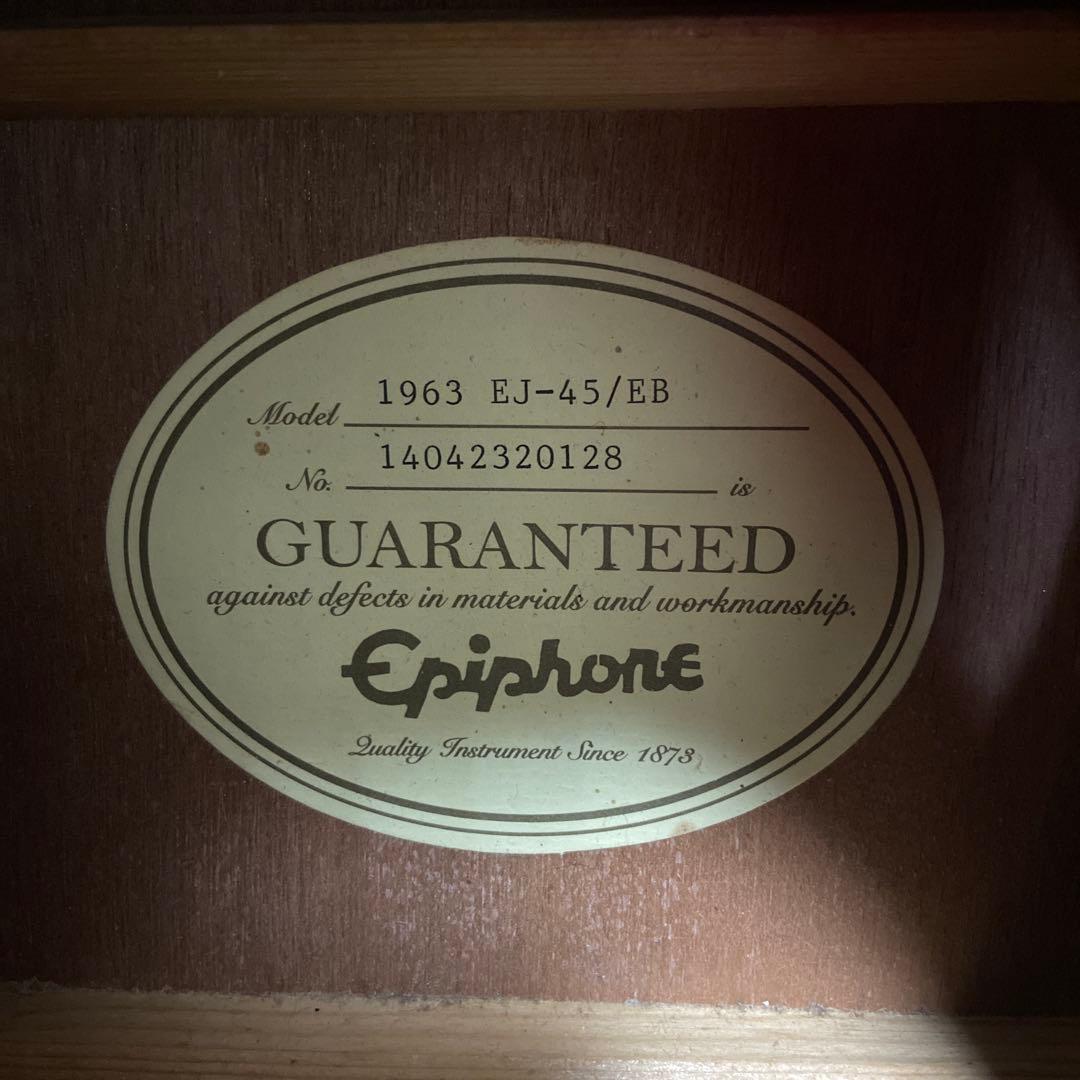 Model 1963 EJ-45/EB
No. 14042320128 is
GUARANTEED
against defects in materials and workmanship.
Epiphone
Quality Instrument Since 1873